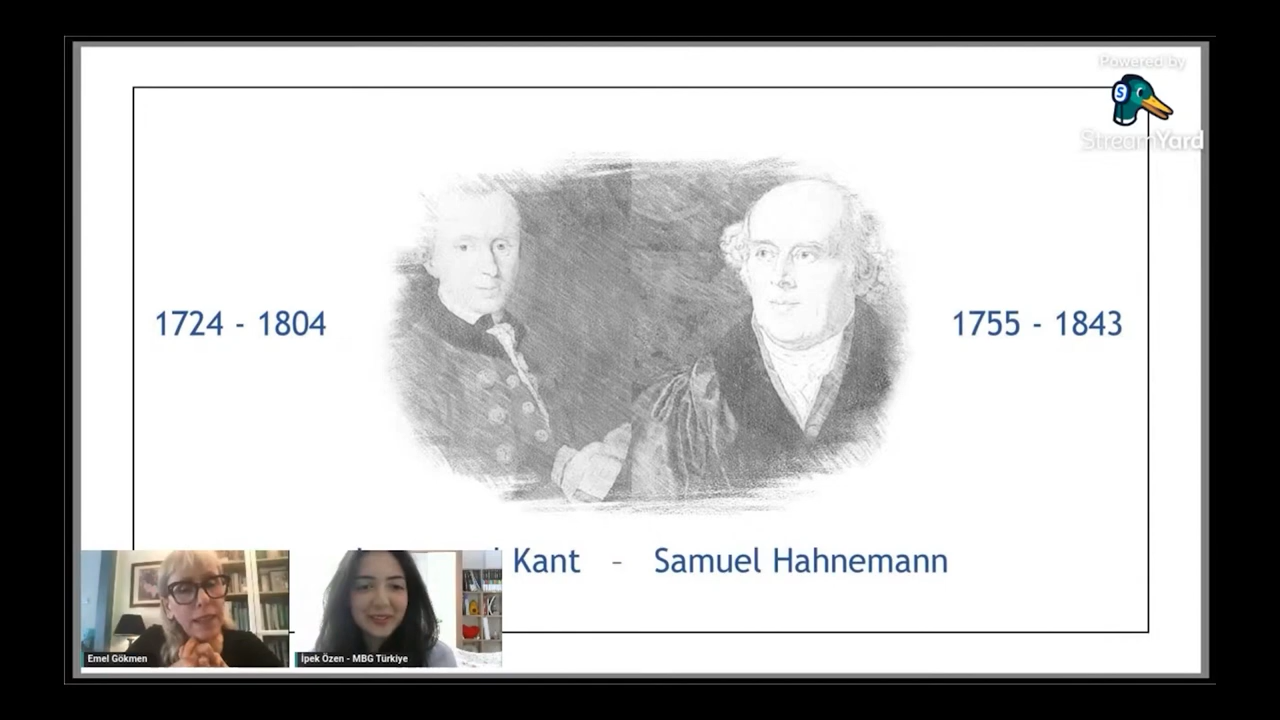 Powered by
StreamYard
1724 - 1804
1755 - 1843
Kant - Samuel Hahnemann
Emel Gökmen
İpek Özen - MBG Türkiye